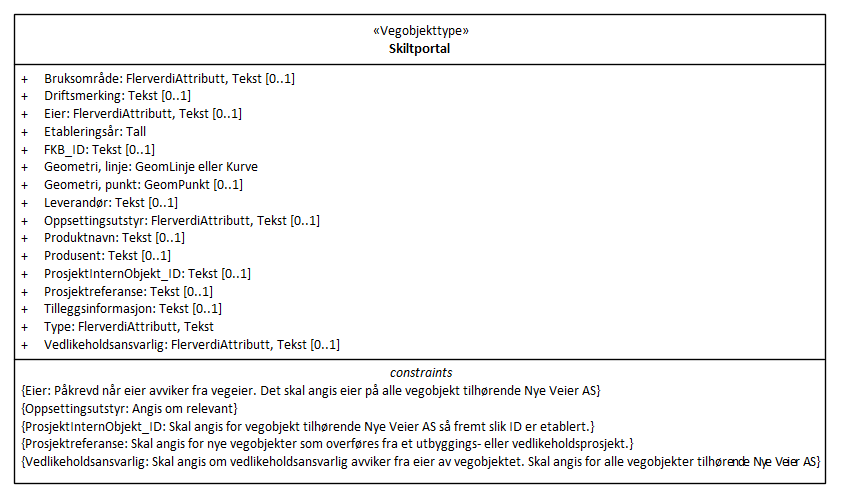 «Vegobjekttype»
Skiltportal
+ Bruksområde: FlerverdiAttributt, Tekst [0..1]
+ Driftsmerking: Tekst [0..1]
+ Eier: FlerverdiAttributt, Tekst [0..1]
+ Etableringsår: Tall
+ FKB_ID: Tekst [0..1]
+ Geometri, linje: GeomLinje eller Kurve
+ Geometri, punkt: GeomPunkt [0..1]
+ Leverandør: Tekst [0..1]
+ Oppsettingsutstyr: FlerverdiAttributt, Tekst [0..1]
+ Produktnavn: Tekst [0..1]
+ Produsent: Tekst [0..1]
+ ProsjektInternObjekt_ID: Tekst [0..1]
+ Prosjektreferanse: Tekst [0..1]
+ Tilleggsinformasjon: Tekst [0..1]
+ Type: FlerverdiAttributt, Tekst
+ Vedlikeholdsansvarlig: FlerverdiAttributt, Tekst [0..1]
constraints
{Eier: Påkrevd når eier avviker fra vegeier. Det skal angis eier på alle vegobjekt tilhørende Nye Veier AS}
{Oppsettingsutstyr: Angis om relevant}
{ProsjektInternObjekt_ID: Skal angis for vegobjekt tilhørende Nye Veier AS så fremt slik ID er etablert.}
{Prosjektreferanse: Skal angis for nye vegobjekter som overføres fra et utbyggings- eller vedlikeholdsprosjekt.}
{Vedlikeholdsansvarlig: Skal angis om vedlikeholdsansvarlig avviker fra eier av vegobjektet. Skal angis for alle vegobjekter tilhørende Nye Veier AS}